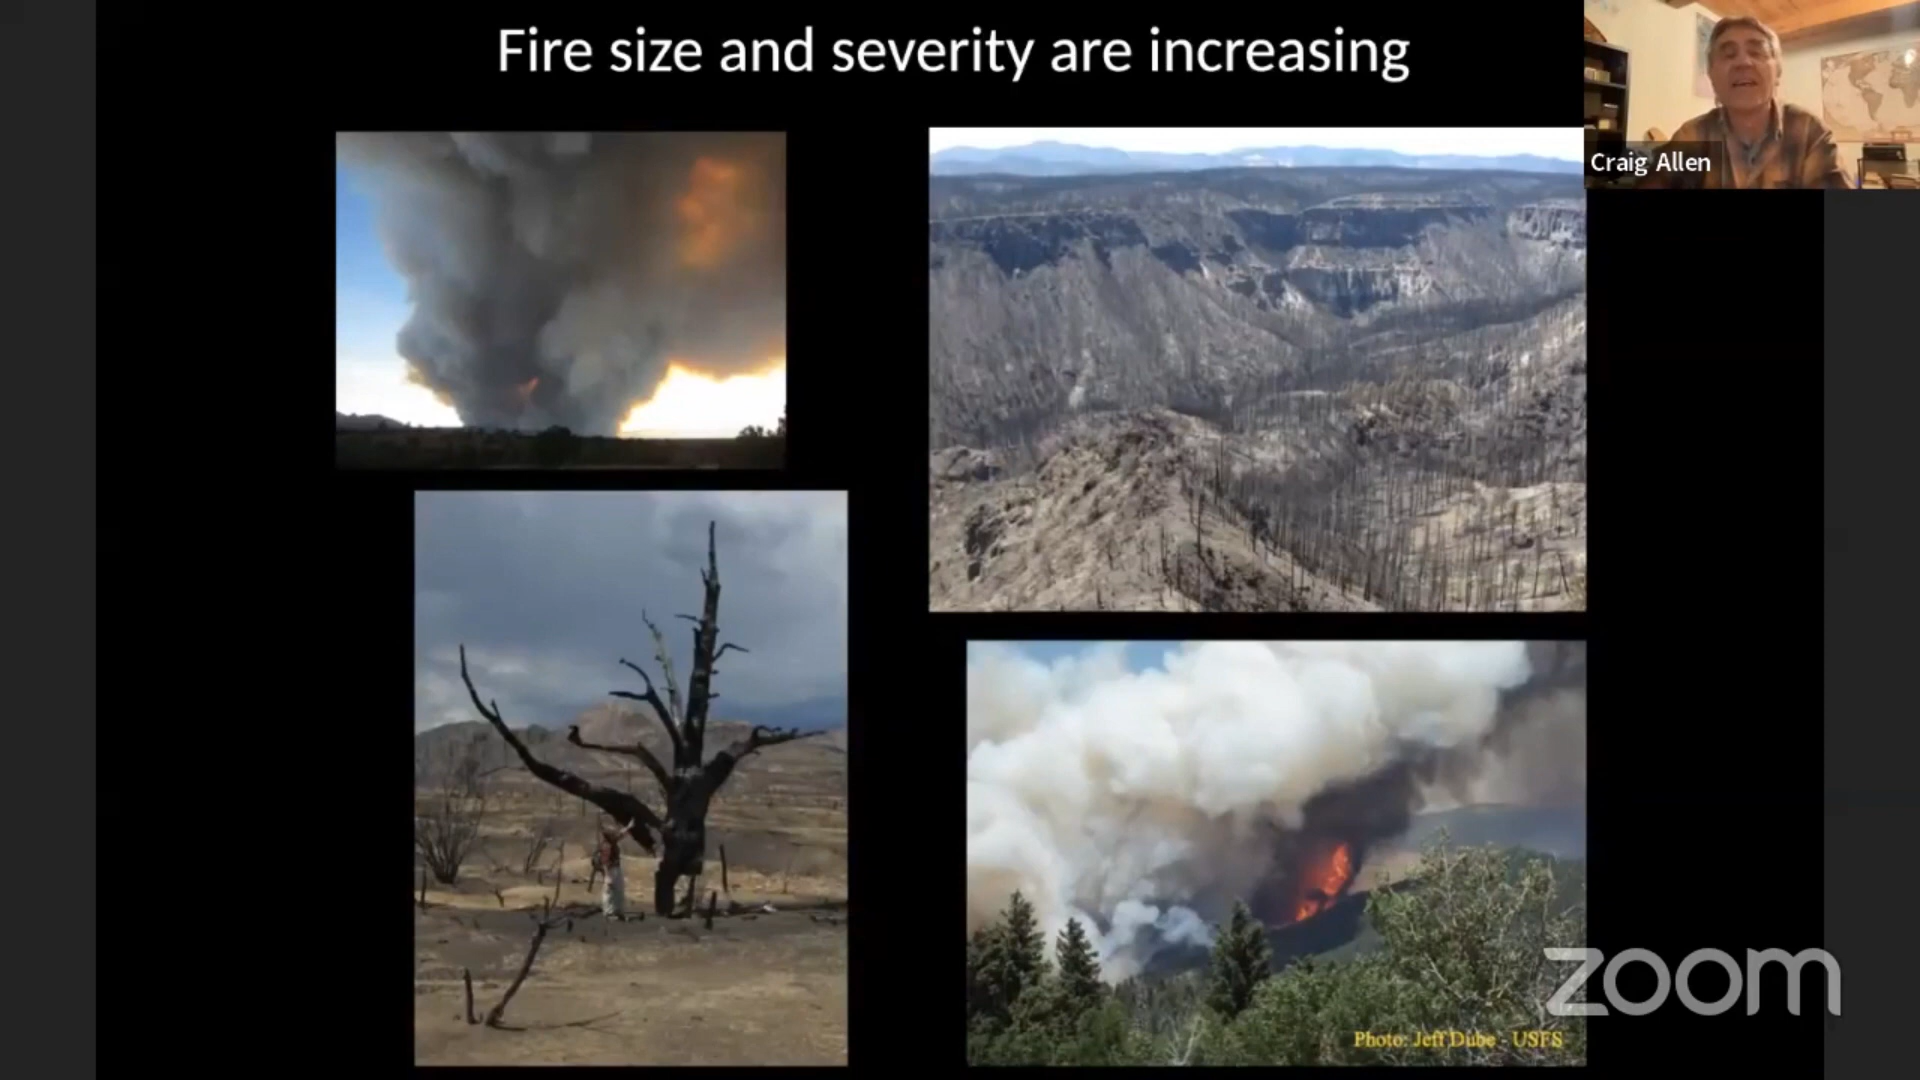 Fire size and severity are increasing
Craig Allen
zoom
Photo: Jeff Dube - USFS